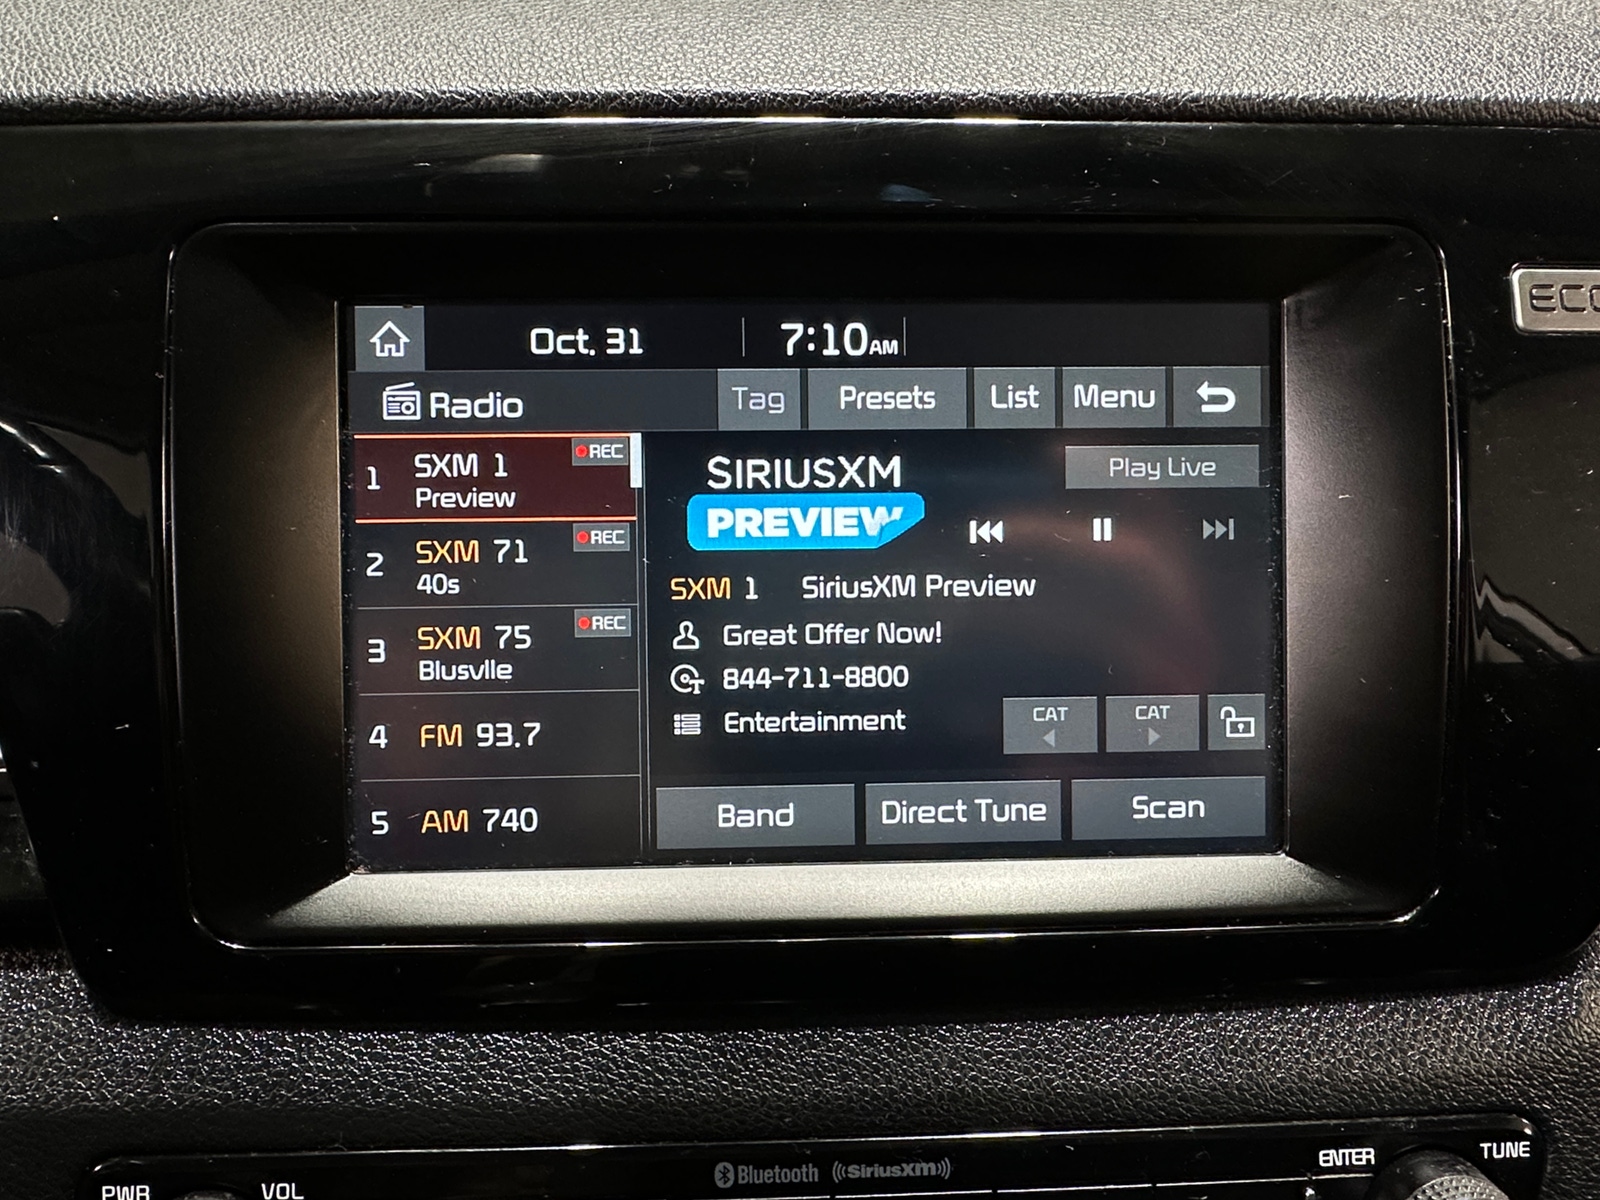 Oct. 31
7:10AM
ECO
Radio
Tag
Presets
List
Menu
1
SXM 1
Preview
REC
2
SXM 71
40s
REC
3
SXM 75
Blusvlle
REC
4
FM 93.7
5
AM 740
SIRIUSXM
PREVIEW
Play Live
SXM 1 SiriusXM Preview
Great Offer Now!
844-711-8800
Entertainment
CAT
CAT
Band
Direct Tune
Scan
PWR
VOL
Bluetooth
((SiriusXM))
ENTER
TUNE